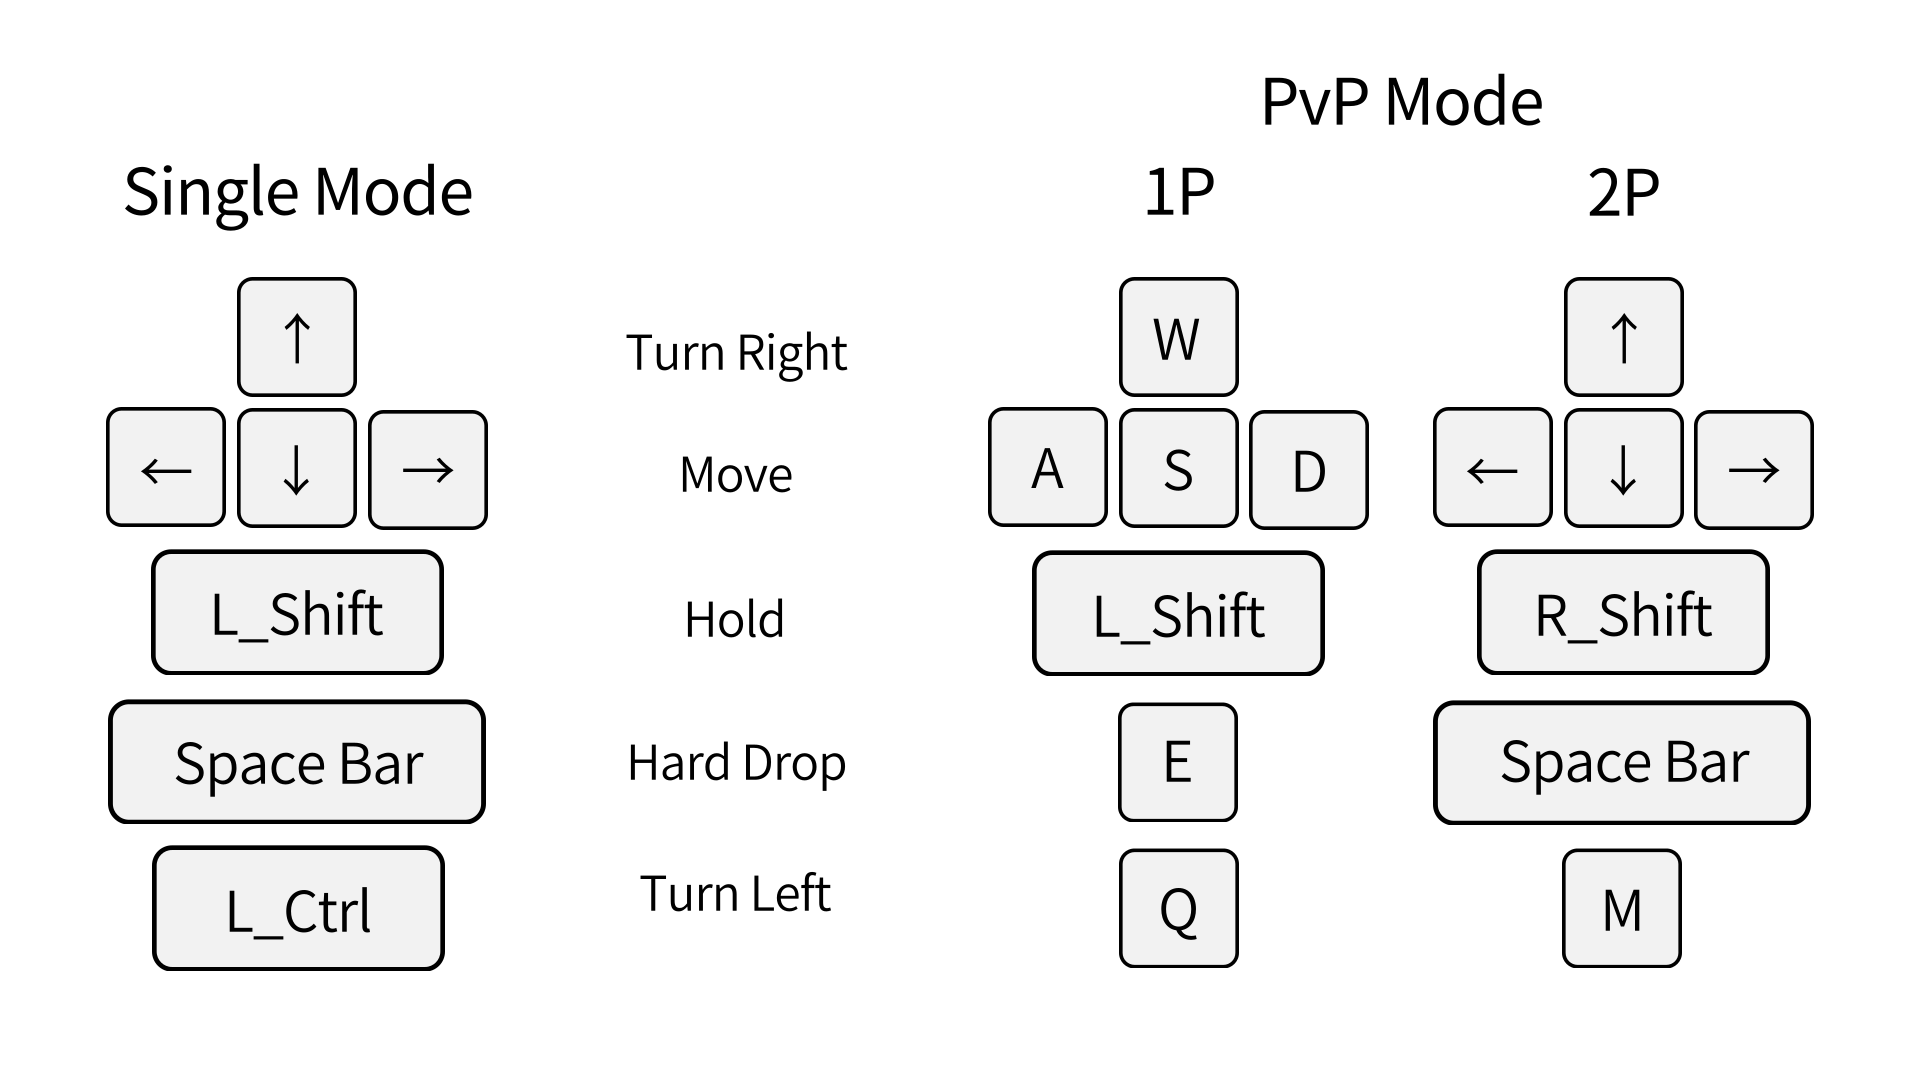 PvP Mode
Single Mode 1P 2P
↑ Turn Right W ↑
← ↓ → Move A S D ← ↓ →
L_Shift Hold L_Shift R_Shift
Space Bar Hard Drop E Space Bar
L_Ctrl Turn Left Q M